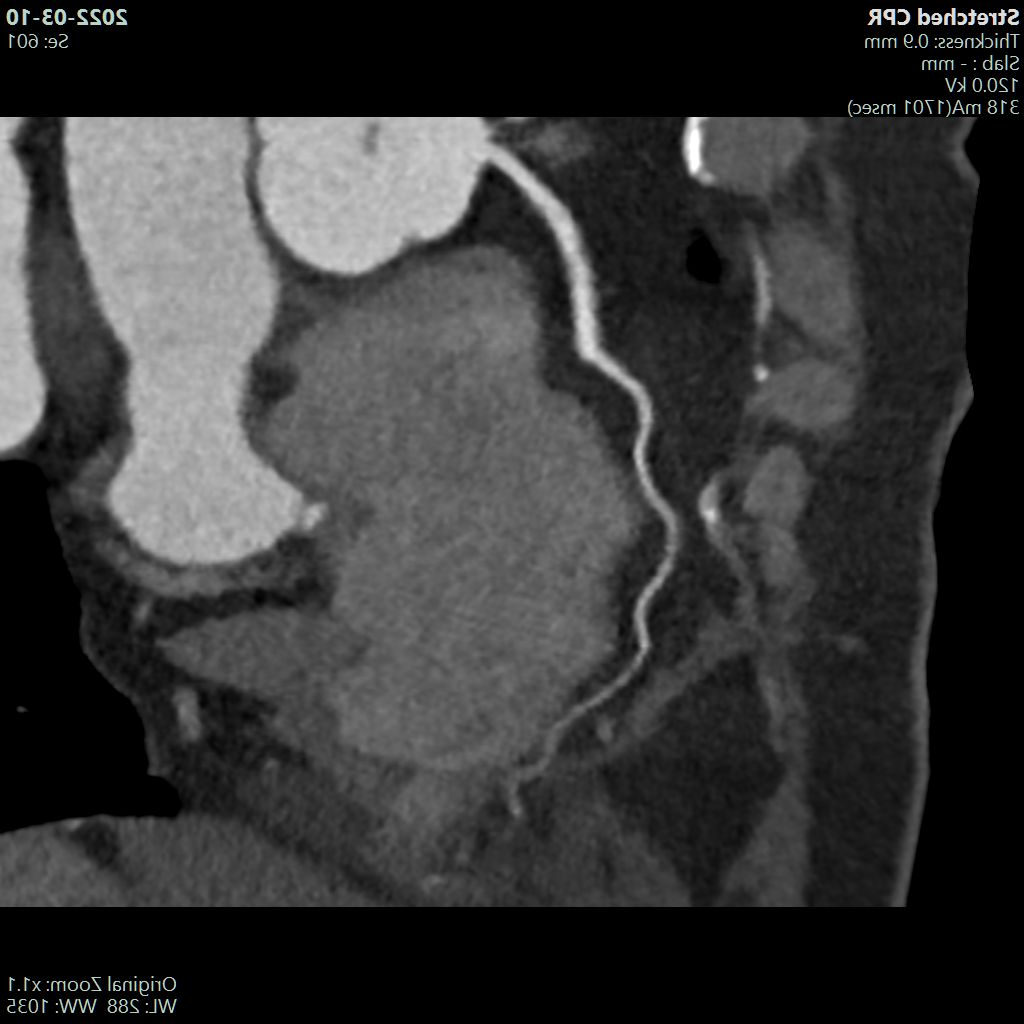 Stretched CPR
Thickness: 0.9 mm
Slab : - mm
120.0 kV
318 mA(1701 msec)
2022-03-10
Se: 601
Original Zoom: x1.1
WL: 288 WW: 1035